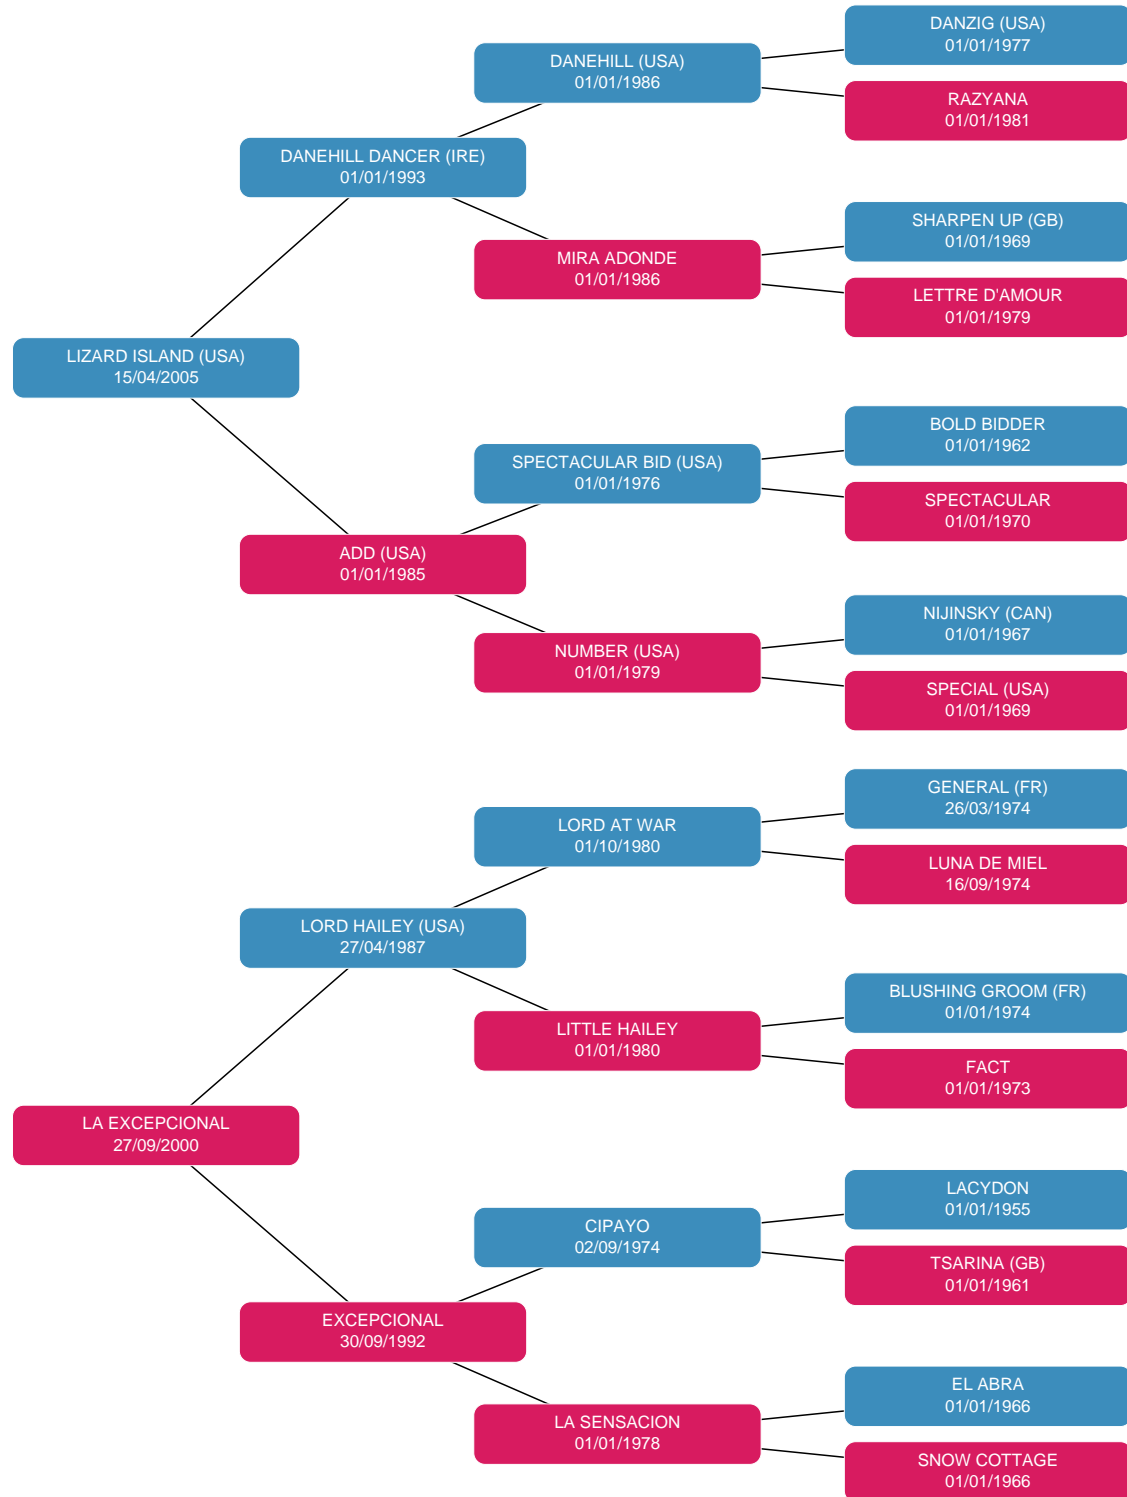 DANZIG (USA)
01/01/1977
DANEHILL (USA)
01/01/1986
RAZYANA
01/01/1981
DANEHILL DANCER (IRE)
01/01/1993
SHARPEN UP (GB)
01/01/1969
MIRA ADONDE
01/01/1986
LETTRE D'AMOUR
01/01/1979
LIZARD ISLAND (USA)
15/04/2005
BOLD BIDDER
01/01/1962
SPECTACULAR BID (USA)
01/01/1976
SPECTACULAR
01/01/1970
ADD (USA)
01/01/1985
NIJINSKY (CAN)
01/01/1967
NUMBER (USA)
01/01/1979
SPECIAL (USA)
01/01/1969
GENERAL (FR)
26/03/1974
LORD AT WAR
01/10/1980
LUNA DE MIEL
16/09/1974
LORD HAILEY (USA)
27/04/1987
BLUSHING GROOM (FR)
01/01/1974
LITTLE HAILEY
01/01/1980
FACT
01/01/1973
LA EXCEPCIONAL
27/09/2000
LACYDON
01/01/1955
CIPAYO
02/09/1974
TSARINA (GB)
01/01/1961
EXCEPCIONAL
30/09/1992
EL ABRA
01/01/1966
LA SENSACION
01/01/1978
SNOW COTTAGE
01/01/1966